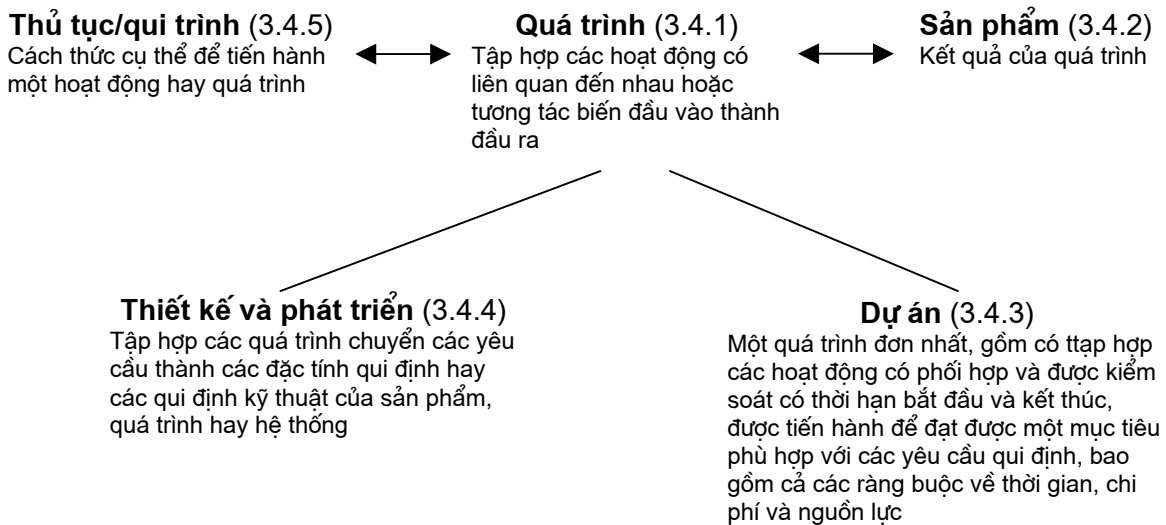 Thủ tục/qui trình (3.4.5)
Cách thức cụ thể để tiến hành
một hoạt động hay quá trình
Quá trình (3.4.1)
Tập hợp các hoạt động có
liên quan đến nhau hoặc
tương tác biến đầu vào thành
đầu ra
Sản phẩm (3.4.2)
Kết quả của quá trình
Thiết kế và phát triển (3.4.4)
Tập hợp các quá trình chuyển các yêu
cầu thành các đặc tính qui định hay
các qui định kỹ thuật của sản phẩm,
quá trình hay hệ thống
Dự án (3.4.3)
Một quá trình đơn nhất, gồm có ttạp hợp
các hoạt động có phối hợp và được kiểm
soát có thời hạn bắt đầu và kết thúc,
được tiến hành để đạt được một mục tiêu
phù hợp với các yêu cầu qui định, bao
gồm cả các ràng buộc về thời gian, chi
phí và nguồn lực